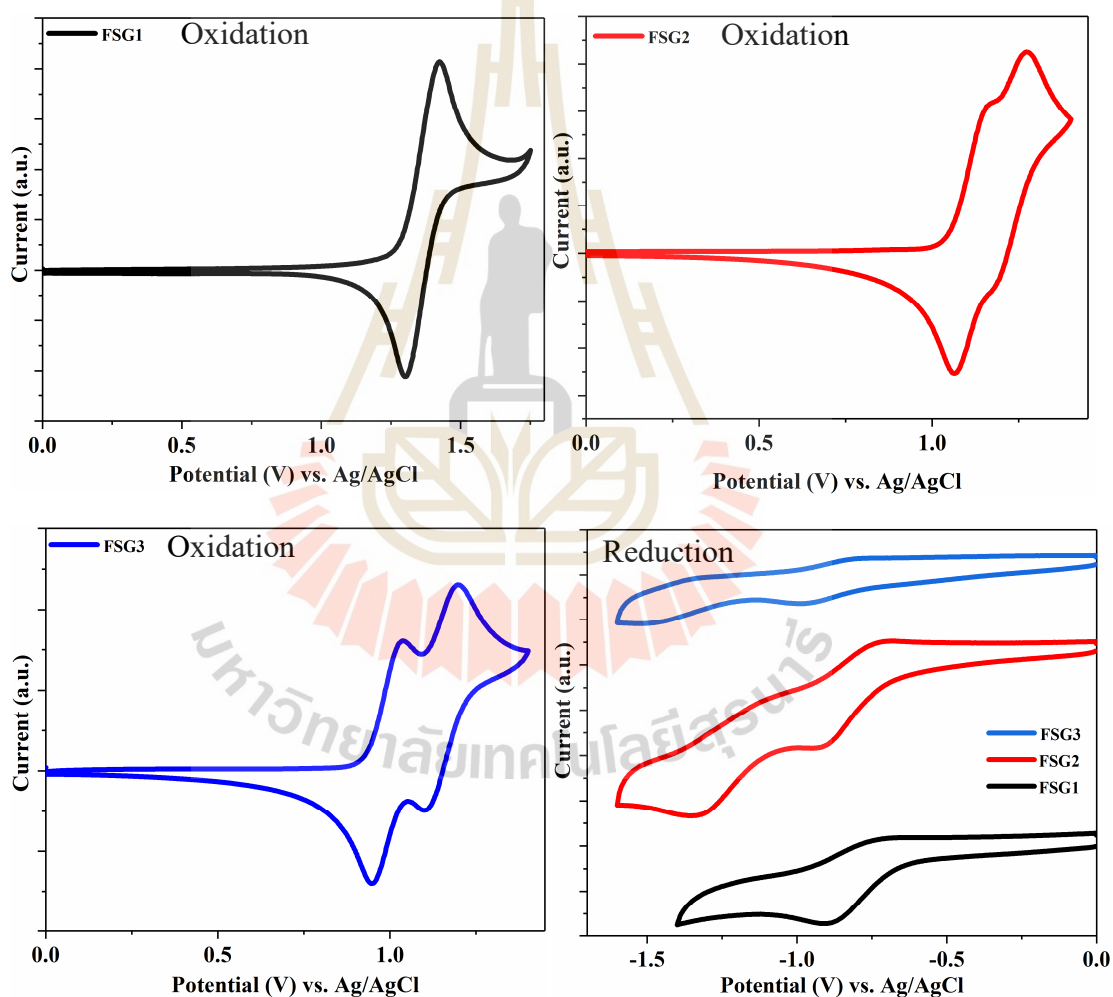 FSG1 Oxidation
Current (a.u.)
0.0 0.5 1.0 1.5
Potential (V) vs. Ag/AgCl
FSG2 Oxidation
Current (a.u.)
0.0 0.5 1.0
Potential (V) vs. Ag/AgCl
FSG3 Oxidation
Current (a.u.)
0.0 0.5 1.0
Potential (V) vs. Ag/AgCl
Reduction
Current (a.u.)
FSG3
FSG2
FSG1
-1.5 -1.0 -0.5 0.0
Potential (V) vs. Ag/AgCl
มหาวิทยาลัยเทคโนโลยีสุรนารี